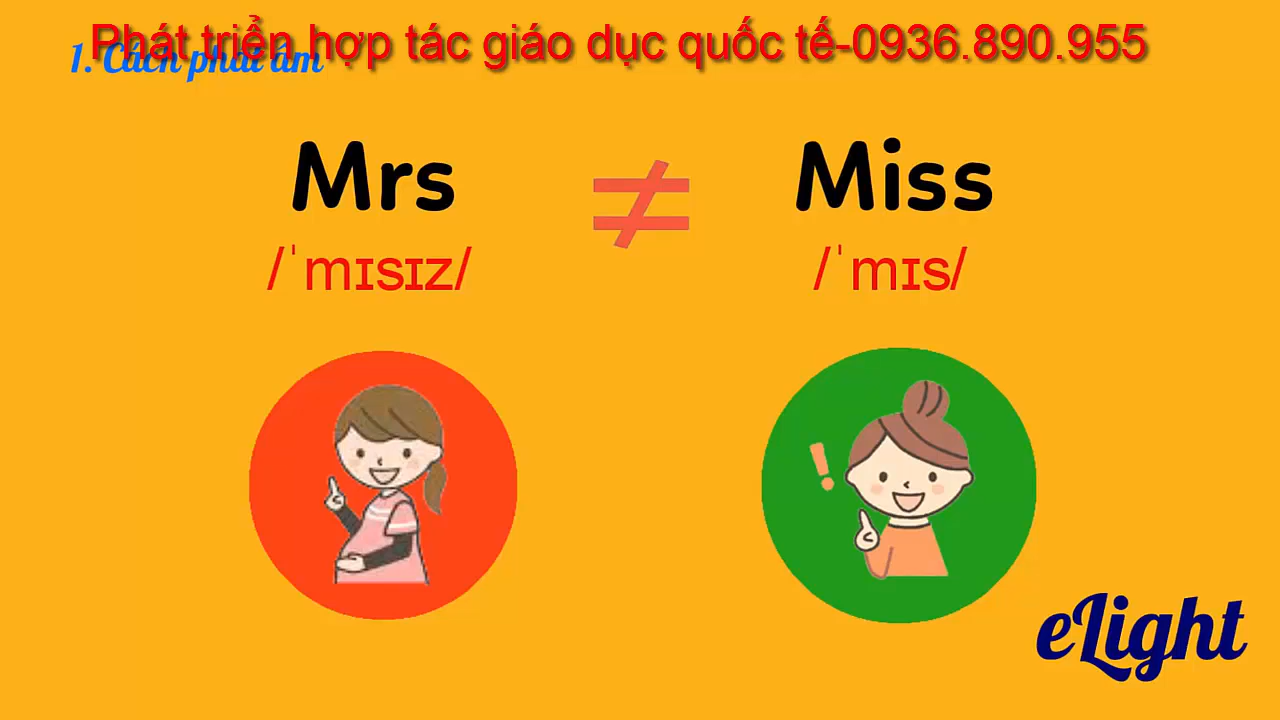 Phát triển hợp tác giáo dục quốc tế-0936.890.955
1. Cách phát âm
Mrs ≠ Miss
/ˈmɪsɪz/ /ˈmɪs/
!
eLight